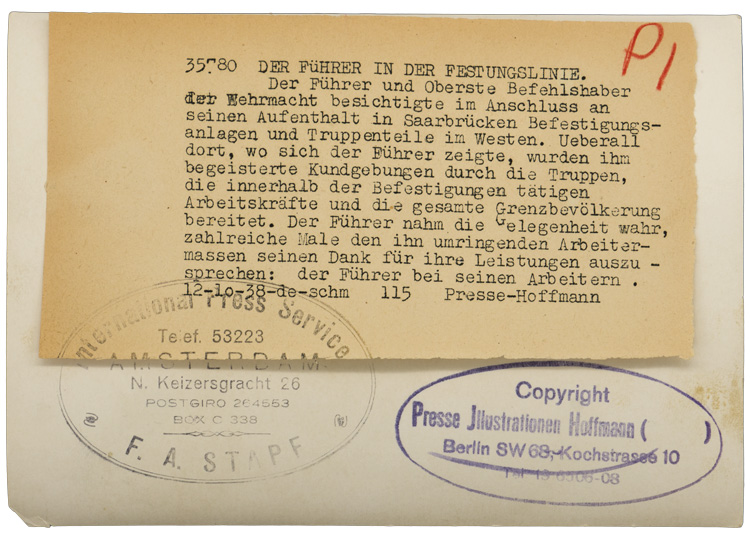 P/
35780 DER FüHRER IN DER FESTUNGSLINIE.
Der Führer und Oberste Befehlshaber
der Wehrmacht besichtigte im Anschluss an
seinen Aufenthalt in Saarbrücken Befestigungs-
anlagen und Truppenteile im Westen. Ueberall
dort, wo sich der Führer zeigte, wurden ihm
begeisterte Kundgebungen durch die Truppen,
die innerhalb der Befestigungen tätigen
Arbeitskräfte und die gesamte Grenzbevölkerung
bereitet. Der Führer nahm die Gelegenheit wahr,
zahlreiche Male den ihn umringenden Arbeiter-
massen seinen Dank für ihre Leistungen auszu -
sprechen: der Führer bei seinen Arbeitern .
12-10-38-de-schm 115 Presse-Hoffmann
International Press Service
Telef. 53223
AMSTERDAM
N. Keizersgracht 26
POSTGIRO 264553
BOX C 338
F. A. STAPF
Copyright
Presse Jllustrationen Hoffmann ( )
Berlin SW 68, Kochstrasse 10
Tel